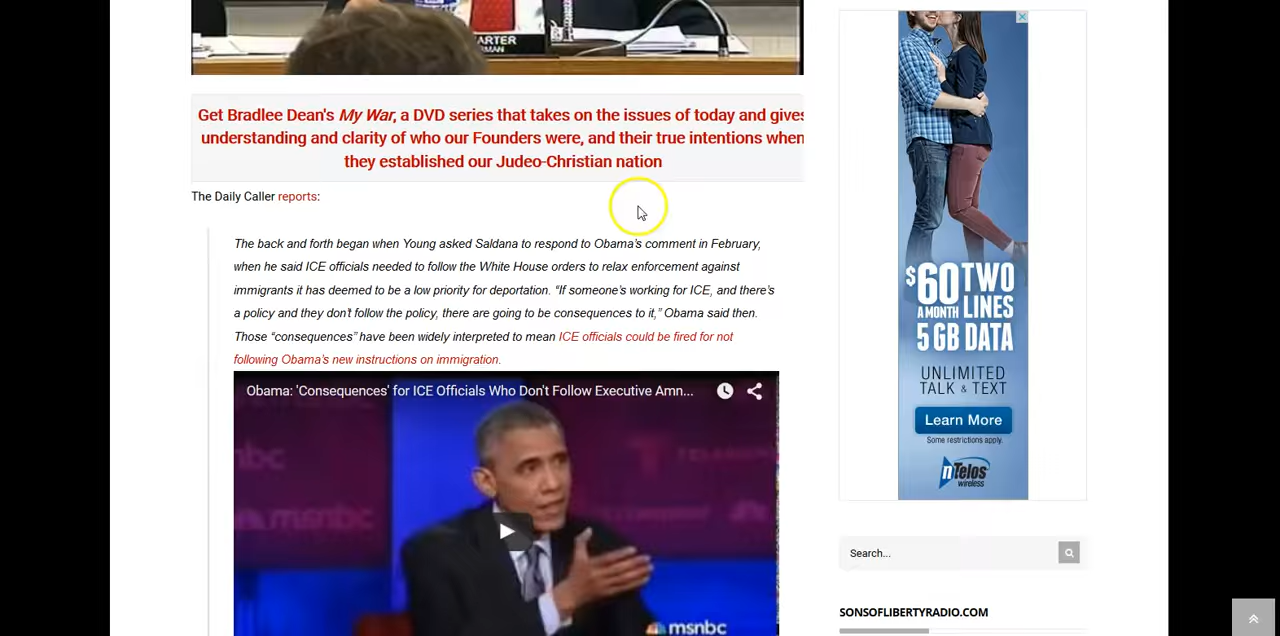 ARTER
MAN
Get Bradlee Dean's My War, a DVD series that takes on the issues of today and gives
understanding and clarity of who our Founders were, and their true intentions when
they established our Judeo-Christian nation
The Daily Caller reports:
The back and forth began when Young asked Saldana to respond to Obama's comment in February,
when he said ICE officials needed to follow the White House orders to relax enforcement against
immigrants it has deemed to be a low priority for deportation. “If someone's working for ICE, and there's
a policy and they don't follow the policy, there are going to be consequences to it,” Obama said then.
Those “consequences” have been widely interpreted to mean ICE officials could be fired for not
following Obama's new instructions on immigration.
Obama: 'Consequences' for ICE Officials Who Don't Follow Executive Amn...
msnbc
msnbc
$60 TWO
A MONTH LINES
5 GB DATA
UNLIMITED
TALK & TEXT
Learn More
Some restrictions apply.
nTelos
wireless
Search...
SONSOFLIBERTYRADIO.COM